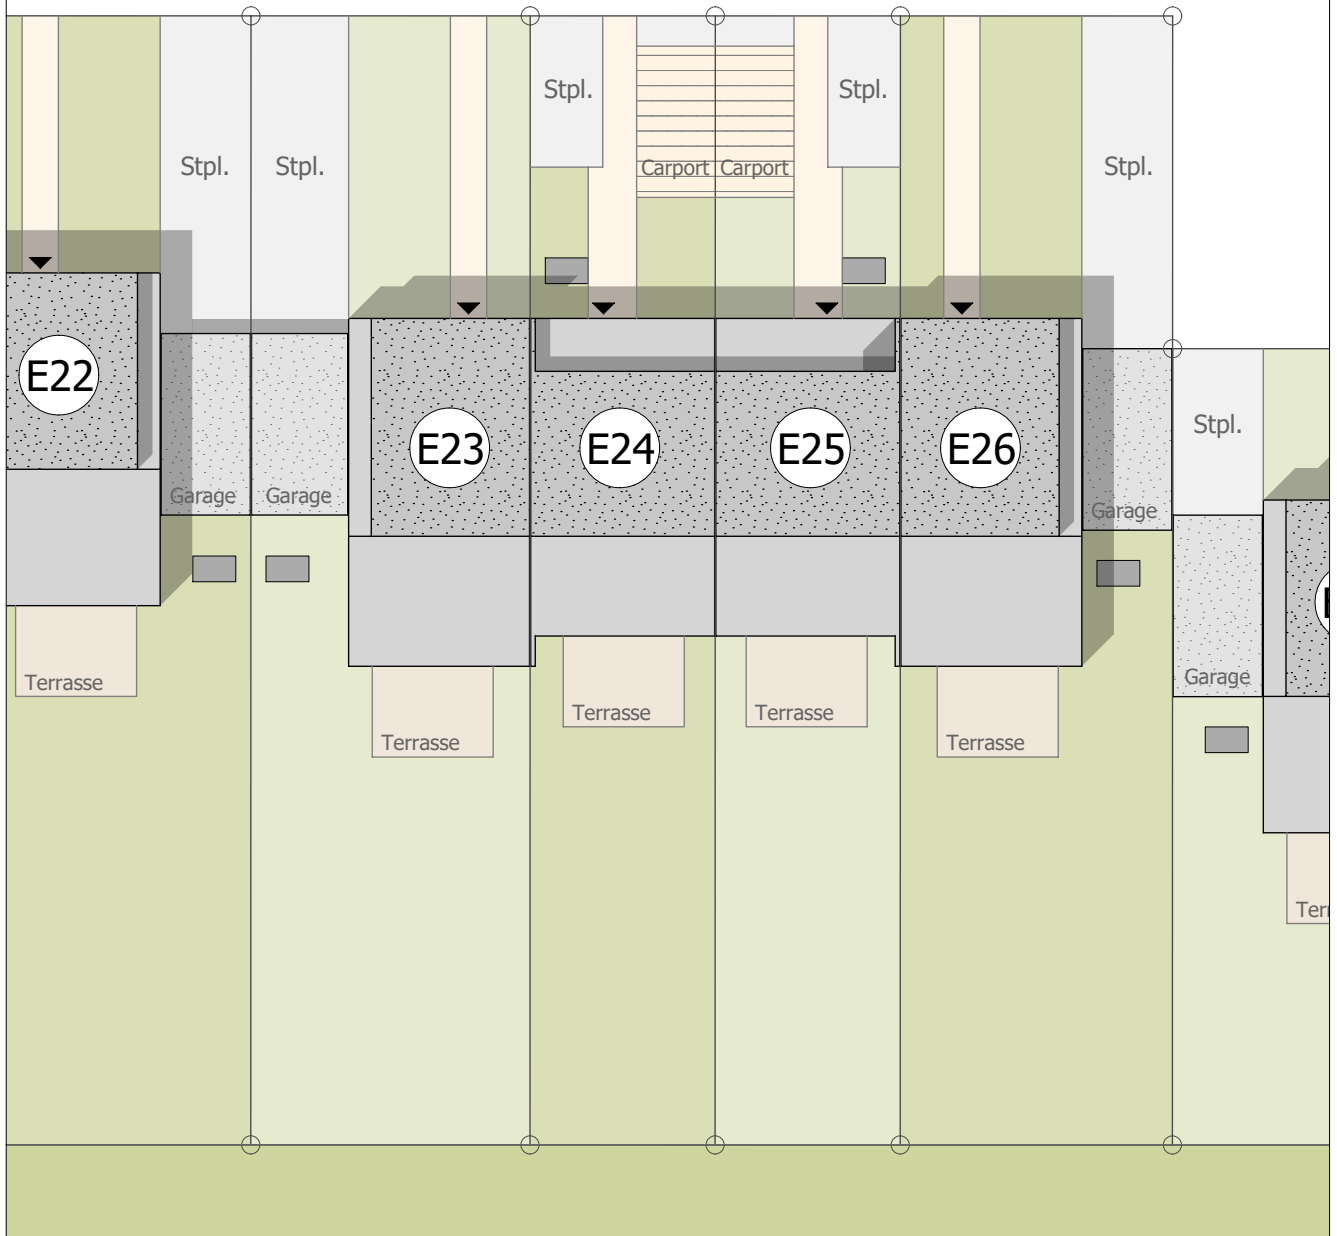 Stpl.
Stpl.
Stpl.
Stpl.
Carport
Carport
Stpl.
E22
E23
E24
E25
E26
Stpl.
Garage
Garage
Garage
Garage
Terrasse
Terrasse
Terrasse
Terrasse
Terrasse